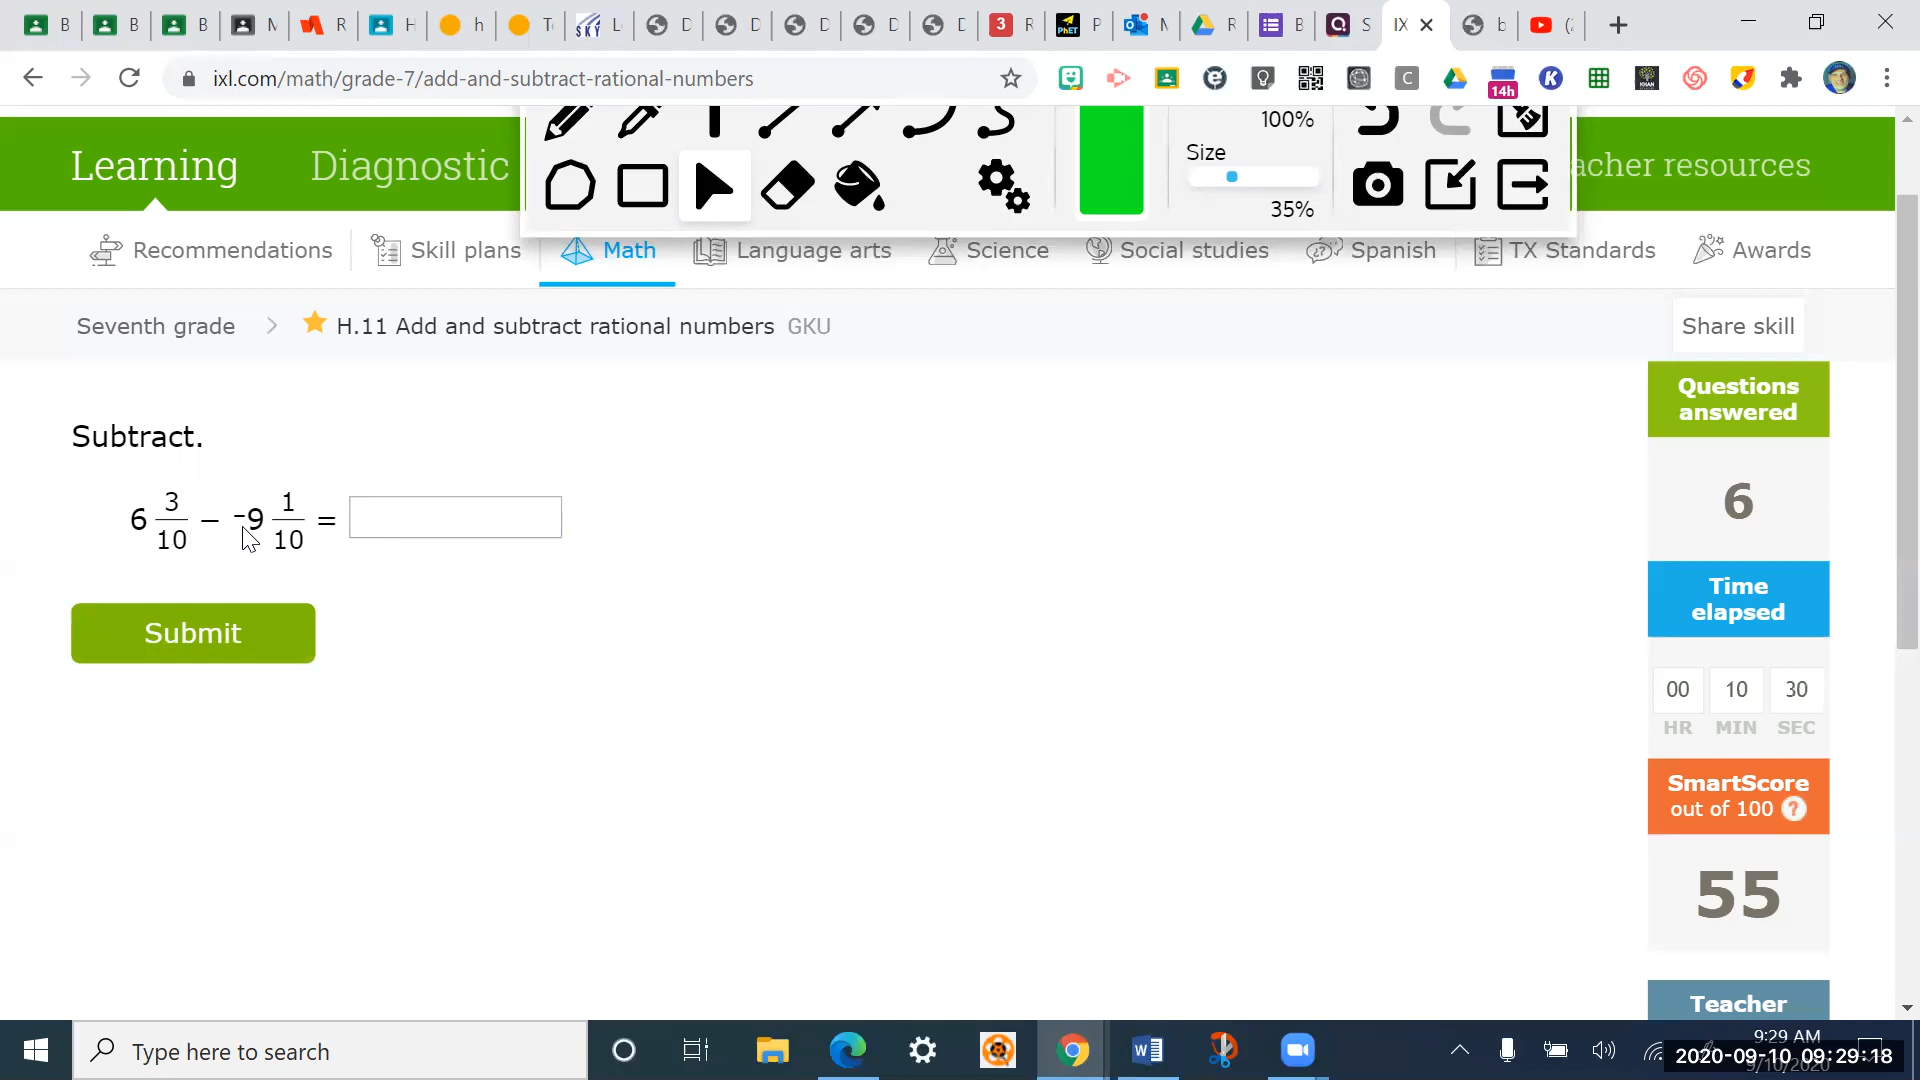 B B B M R H h T L D D D D D 3 R P M R B S IX b (2
ixl.com/math/grade-7/add-and-subtract-rational-numbers
14h
100%
Size
35%
Learning Diagnostic acher resources
Recommendations Skill plans Math Language arts Science Social studies Spanish TX Standards Awards
Seventh grade > H.11 Add and subtract rational numbers GKU Share skill
Subtract.
6 3/10 – -9 1/10 =
Submit
Questions
answered
6
Time
elapsed
00 10 30
HR MIN SEC
SmartScore
out of 100 ?
55
Teacher
Type here to search
9:29 AM
2020-09-10 09:29:18